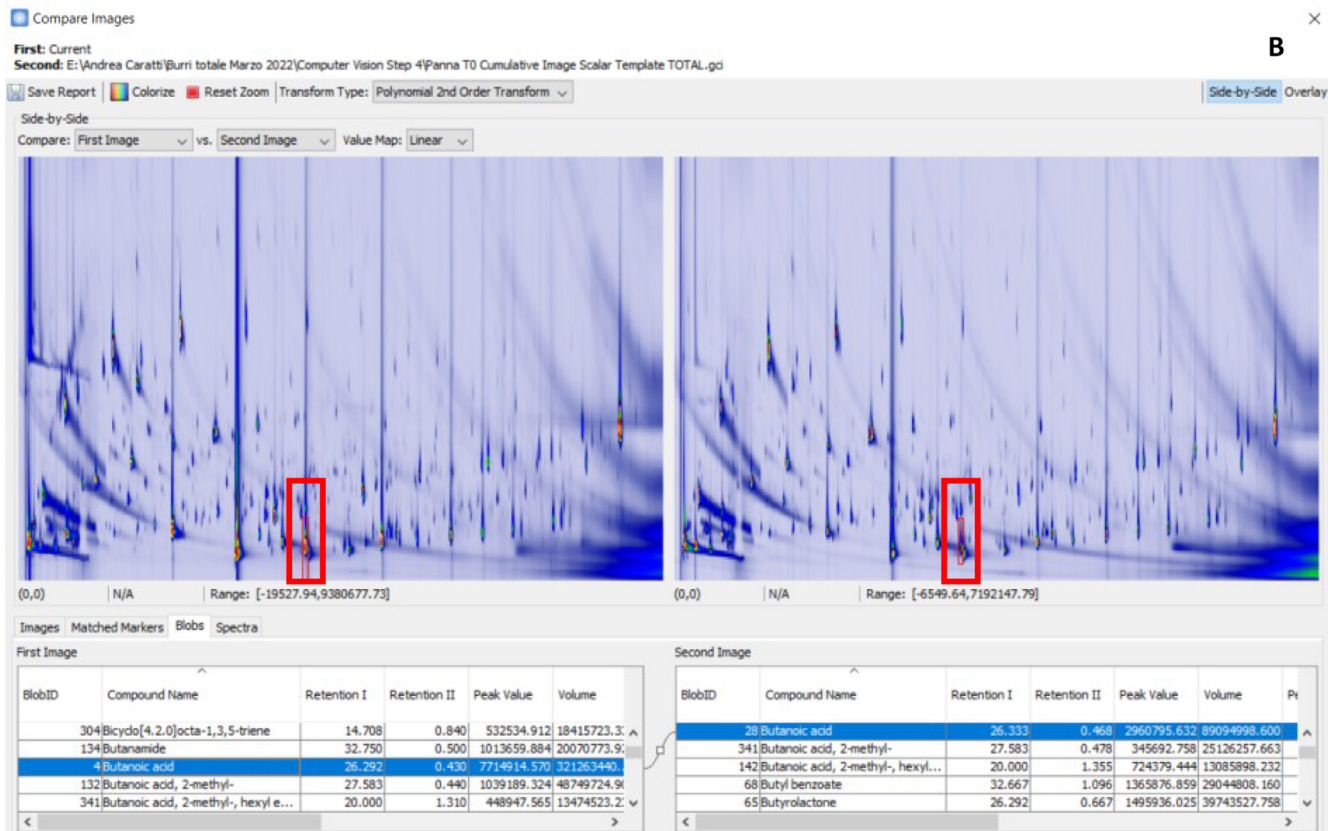 Compare Images
B
First: Current
Second: E:\Andrea Caratti\Burri totale Marzo 2022\Computer Vision Step 4\Panna T0 Cumulative Image Scalar Template TOTAL.gci
Save Report Colorize Reset Zoom Transform Type: Polynomial 2nd Order Transform Side-by-Side Overlay
Side-by-Side
Compare: First Image vs. Second Image Value Map: Linear
(0,0) N/A Range: [-19527.94,9380677.73] (0,0) N/A Range: [-6549.64,7192147.79]
Images Matched Markers Blobs Spectra
First Image
BlobID Compound Name Retention I Retention II Peak Value Volume
304 Bicyclo[4.2.0]octa-1,3,5-triene 14.708 0.840 532534.912 18415723.3
134 Butanamide 32.750 0.500 1013659.884 20070773.9
4 Butanoic acid 26.292 0.430 7714914.570 321263440.
132 Butanoic acid, 2-methyl- 27.583 0.440 1039189.324 48749724.9
341 Butanoic acid, 2-methyl-, hexyl e... 20.000 1.310 448947.565 13474523.2
Second Image
BlobID Compound Name Retention I Retention II Peak Value Volume Pe
28 Butanoic acid 26.333 0.468 2960795.632 89094998.600
341 Butanoic acid, 2-methyl- 27.583 0.478 345692.758 25126257.663
142 Butanoic acid, 2-methyl-, hexyl... 20.000 1.355 724379.444 13085898.232
68 Butyl benzoate 32.667 1.096 1365876.859 29044808.160
65 Butyrolactone 26.292 0.667 1495936.025 39743527.758